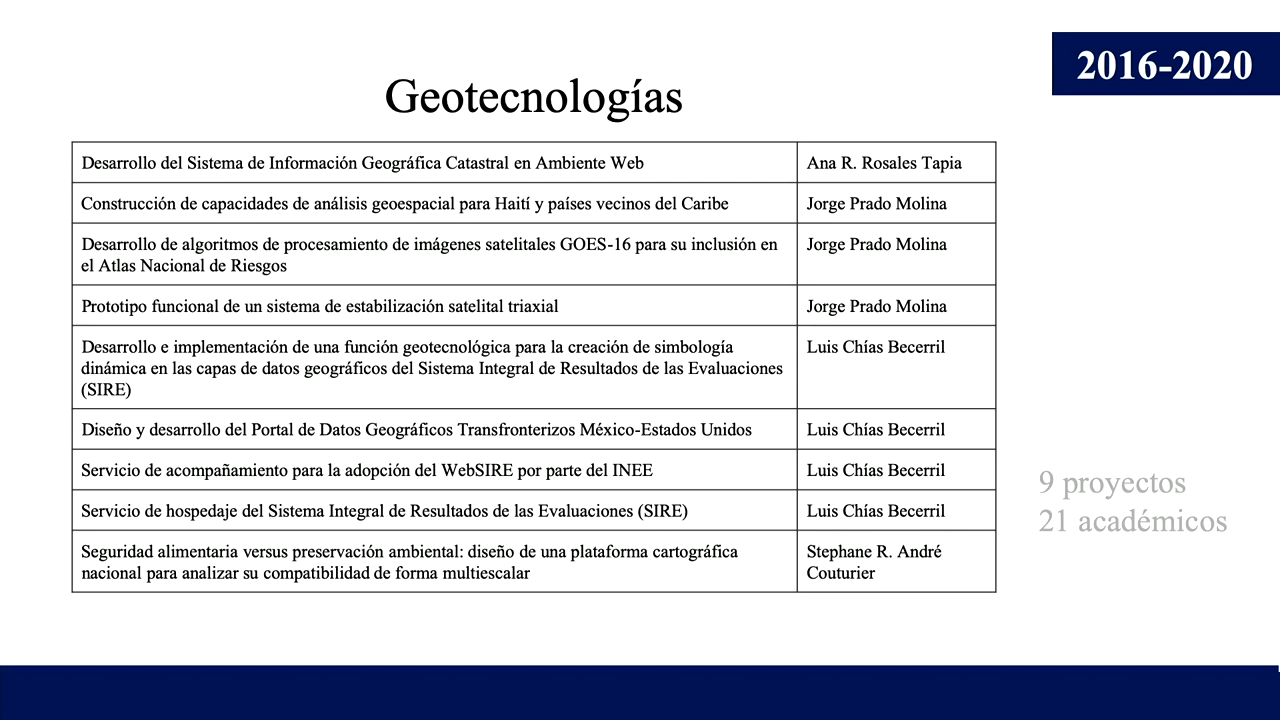 2016-2020
Geotecnologías
Desarrollo del Sistema de Información Geográfica Catastral en Ambiente Web
Ana R. Rosales Tapia
Construcción de capacidades de análisis geoespacial para Haití y países vecinos del Caribe
Jorge Prado Molina
Desarrollo de algoritmos de procesamiento de imágenes satelitales GOES-16 para su inclusión en
el Atlas Nacional de Riesgos
Jorge Prado Molina
Prototipo funcional de un sistema de estabilización satelital triaxial
Jorge Prado Molina
Desarrollo e implementación de una función geotecnológica para la creación de simbología
dinámica en las capas de datos geográficos del Sistema Integral de Resultados de las Evaluaciones
(SIRE)
Luis Chías Becerril
Diseño y desarrollo del Portal de Datos Geográficos Transfronterizos México-Estados Unidos
Luis Chías Becerril
Servicio de acompañamiento para la adopción del WebSIRE por parte del INEE
Luis Chías Becerril
Servicio de hospedaje del Sistema Integral de Resultados de las Evaluaciones (SIRE)
Luis Chías Becerril
Seguridad alimentaria versus preservación ambiental: diseño de una plataforma cartográfica
nacional para analizar su compatibilidad de forma multiescalar
Stephane R. André
Couturier
9 proyectos
21 académicos